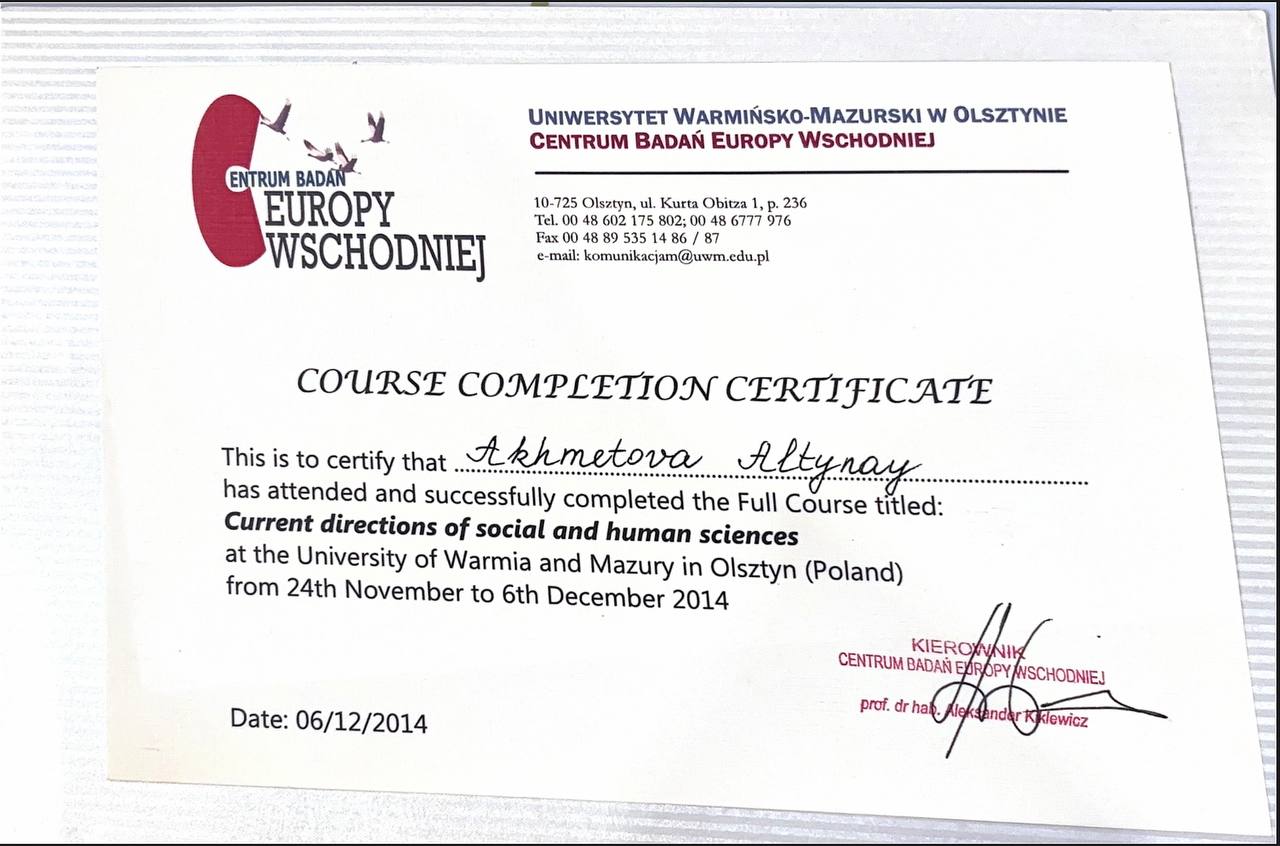 CENTRUM BADAŃ
EUROPY
WSCHODNIEJ
UNIWERSYTET WARMIŃSKO-MAZURSKI W OLSZTYNIE
CENTRUM BADAŃ EUROPY WSCHODNIEJ
10-725 Olsztyn, ul. Kurta Obitza 1, p. 236
Tel. 00 48 602 175 802; 00 48 6777 976
Fax 00 48 89 535 14 86 / 87
e-mail: komunikacjam@uwm.edu.pl
COURSE COMPLETION CERTIFICATE
This is to certify that Akhmetova Altynay
has attended and successfully completed the Full Course titled:
Current directions of social and human sciences
at the University of Warmia and Mazury in Olsztyn (Poland)
from 24th November to 6th December 2014
KIEROWNIK
CENTRUM BADAŃ EUROPY WSCHODNIEJ
prof. dr hab. Aleksander Kiklewicz
Date: 06/12/2014